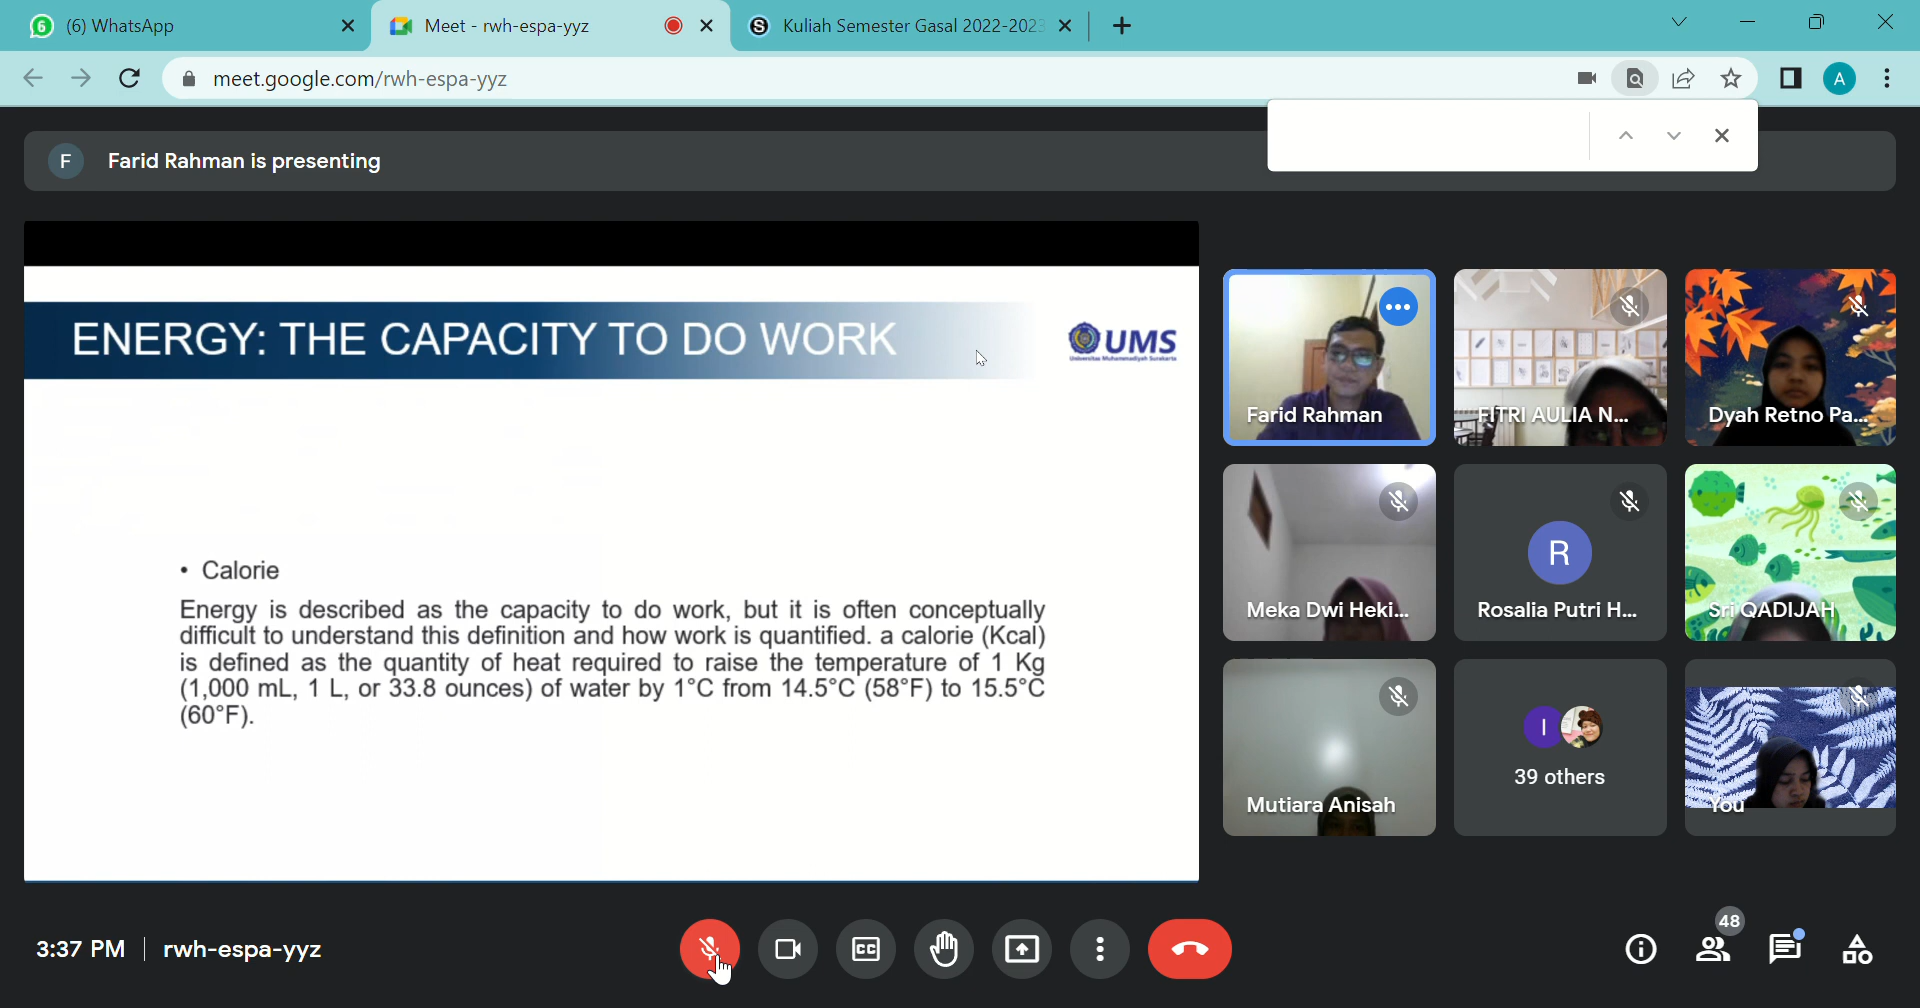 6
(6) WhatsApp
Meet - rwh-espa-yyz
S
Kuliah Semester Gasal 2022-2023
meet.google.com/rwh-espa-yyz
A
F
Farid Rahman is presenting
ENERGY: THE CAPACITY TO DO WORK
UMS
Universitas Muhammadiyah Surakarta
• Calorie
Energy is described as the capacity to do work, but it is often conceptually
difficult to understand this definition and how work is quantified. a calorie (Kcal)
is defined as the quantity of heat required to raise the temperature of 1 Kg
(1,000 mL, 1 L, or 33.8 ounces) of water by 1°C from 14.5°C (58°F) to 15.5°C
(60°F).
Farid Rahman
FITRI AULIA N...
Dyah Retno Pa...
Meka Dwi Heki...
R
Rosalia Putri H...
Sri QADIJAH
Mutiara Anisah
I
39 others
You
3:37 PM
rwh-espa-yyz
CC
48